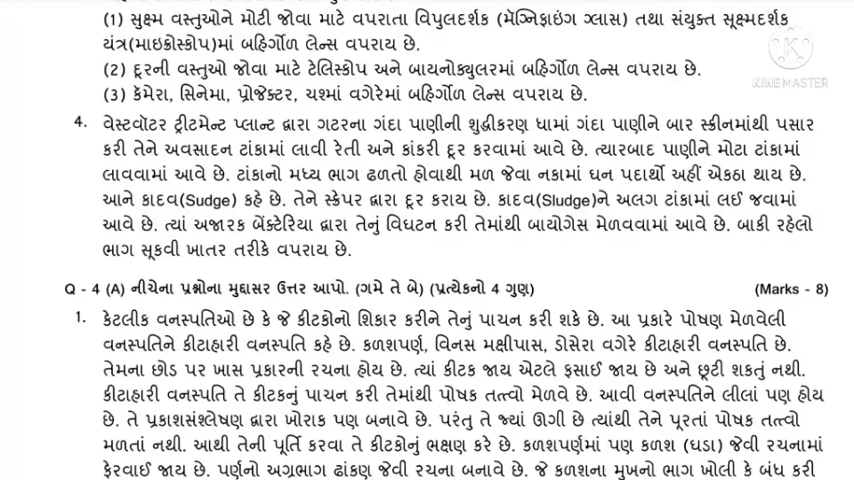 (1) સુક્ષ્મ વસ્તુઓને મોટી જોવા માટે વપરાતા વિપુલદર્શક (મૅગ્નિફાઇંગ ગ્લાસ) તથા સંયુક્ત સૂક્ષ્મદર્શક
યંત્ર(માઇક્રોસ્કોપ)માં બહિર્ગોળ લેન્સ વપરાય છે.
(2) દૂરની વસ્તુઓ જોવા માટે ટેલિસ્કોપ અને બાયનોક્યુલરમાં બહિર્ગોળ લેન્સ વપરાય છે.
(3) કૅમેરા, સિનેમા, પ્રોજેક્ટર, ચશ્માં વગેરેમાં બહિર્ગોળ લેન્સ વપરાય છે.
KINEMASTER
4. વેસ્ટવૉટર ટ્રીટમેન્ટ પ્લાન્ટ દ્વારા ગટરના ગંદા પાણીની શુદ્ધીકરણ ધામાં ગંદા પાણીને બાર સ્ક્રીનમાંથી પસાર
કરી તેને અવસાદન ટાંકામાં લાવી રેતી અને કાંકરી દૂર કરવામાં આવે છે. ત્યારબાદ પાણીને મોટા ટાંકામાં
લાવવામાં આવે છે. ટાંકાનો મધ્ય ભાગ ઢળતો હોવાથી મળ જેવા નકામાં ઘન પદાર્થો અહીં એકઠા થાય છે.
આને કાદવ(Sudge) કહે છે. તેને સ્ક્રેપર દ્વારા દૂર કરાય છે. કાદવ(Sludge)ને અલગ ટાંકામાં લઈ જવામાં
આવે છે. ત્યાં અજારક બેંક્ટેરિયા દ્વારા તેનું વિઘટન કરી તેમાંથી બાયોગેસ મેળવવામાં આવે છે. બાકી રહેલો
ભાગ સૂકવી ખાતર તરીકે વપરાય છે.
Q - 4 (A) નીચેના પ્રશ્નોના મુદ્દાસર ઉત્તર આપો. (ગમે તે બે) (પ્રત્યેકનો 4 ગુણ) (Marks - 8)
1. કેટલીક વનસ્પતિઓ છે કે જે કીટકોનો શિકાર કરીને તેનું પાચન કરી શકે છે. આ પ્રકારે પોષણ મેળવેલી
વનસ્પતિને કીટાહારી વનસ્પતિ કહે છે. કળશપર્ણ, વિનસ મક્ષીપાસ, ડ્રોસેરા વગેરે કીટાહારી વનસ્પતિ છે.
તેમના છોડ પર ખાસ પ્રકારની રચના હોય છે. ત્યાં કીટક જાય એટલે ફસાઈ જાય છે અને છૂટી શકતું નથી.
કીટાહારી વનસ્પતિ તે કીટકનું પાચન કરી તેમાંથી પોષક તત્ત્વો મેળવે છે. આવી વનસ્પતિને લીલાં પણ હોય
છે. તે પ્રકાશસંશ્લેષણ દ્વારા ખોરાક પણ બનાવે છે. પરંતુ તે જ્યાં ઊગી છે ત્યાંથી તેને પૂરતાં પોષક તત્ત્વો
મળતાં નથી. આથી તેની પૂર્તિ કરવા તે કીટકોનું ભક્ષણ કરે છે. કળશપર્ણમાં પણ કળશ (ઘડા) જેવી રચનામાં
ફેરવાઈ જાય છે. પર્ણનો અગ્રભાગ ઢાંકણ જેવી રચના બનાવે છે. જે કળશના મુખનો ભાગ ખોલી કે બંધ કરી